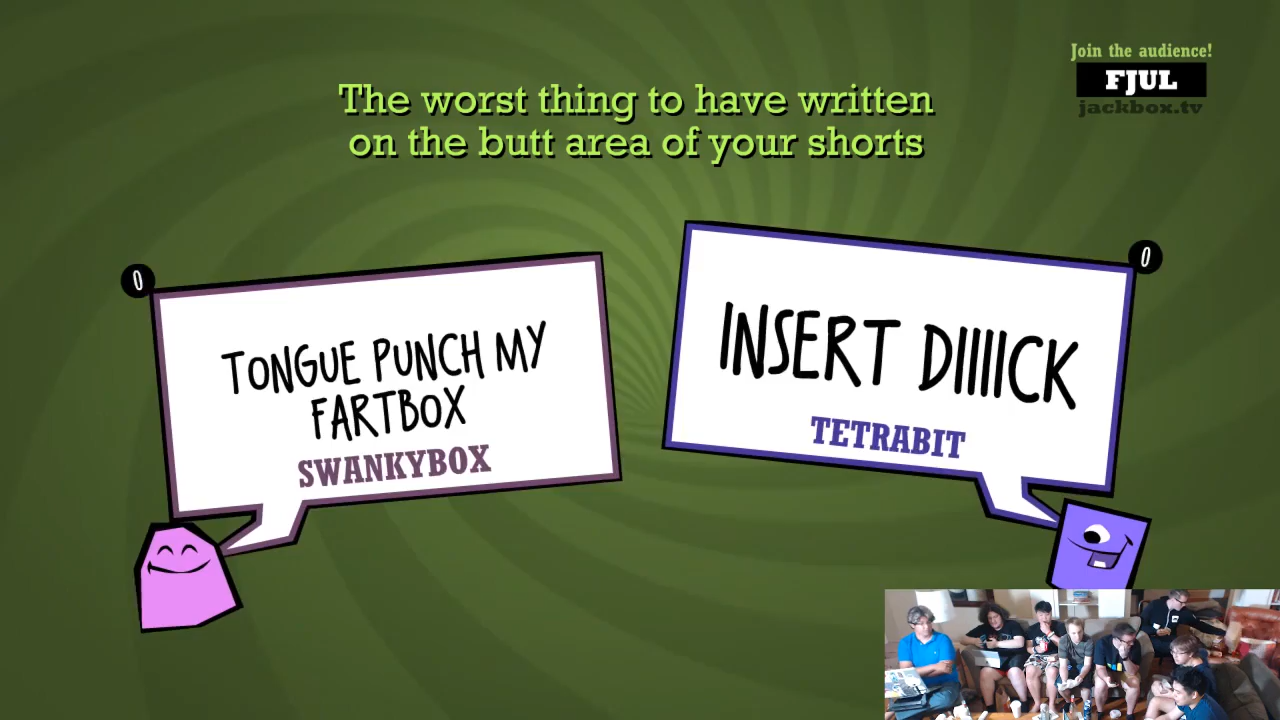 Join the audience!
FJUL
jackbox.tv
The worst thing to have written
on the butt area of your shorts
0
TONGUE PUNCH MY
FARTBOX
SWANKYBOX
0
INSERT DIIIICK
TETRABIT